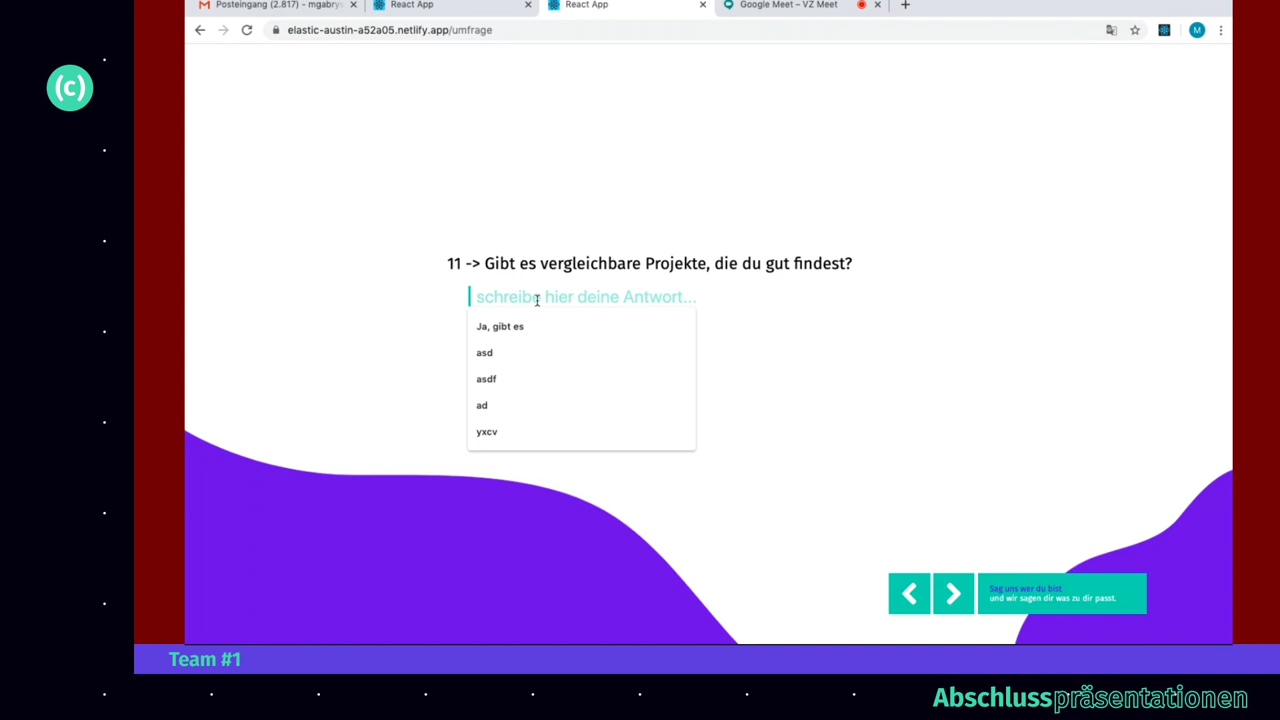 Posteingang (2.817) - mgabry
React App
React App
Google Meet – VZ Meet
elastic-austin-a52a05.netlify.app/umfrage
M
(c)
11 -> Gibt es vergleichbare Projekte, die du gut findest?
schreibe hier deine Antwort...
Ja, gibt es
asd
asdf
ad
yxcv
Sag uns wer du bist
und wir sagen dir was zu dir passt.
Team #1
Abschlusspräsentationen